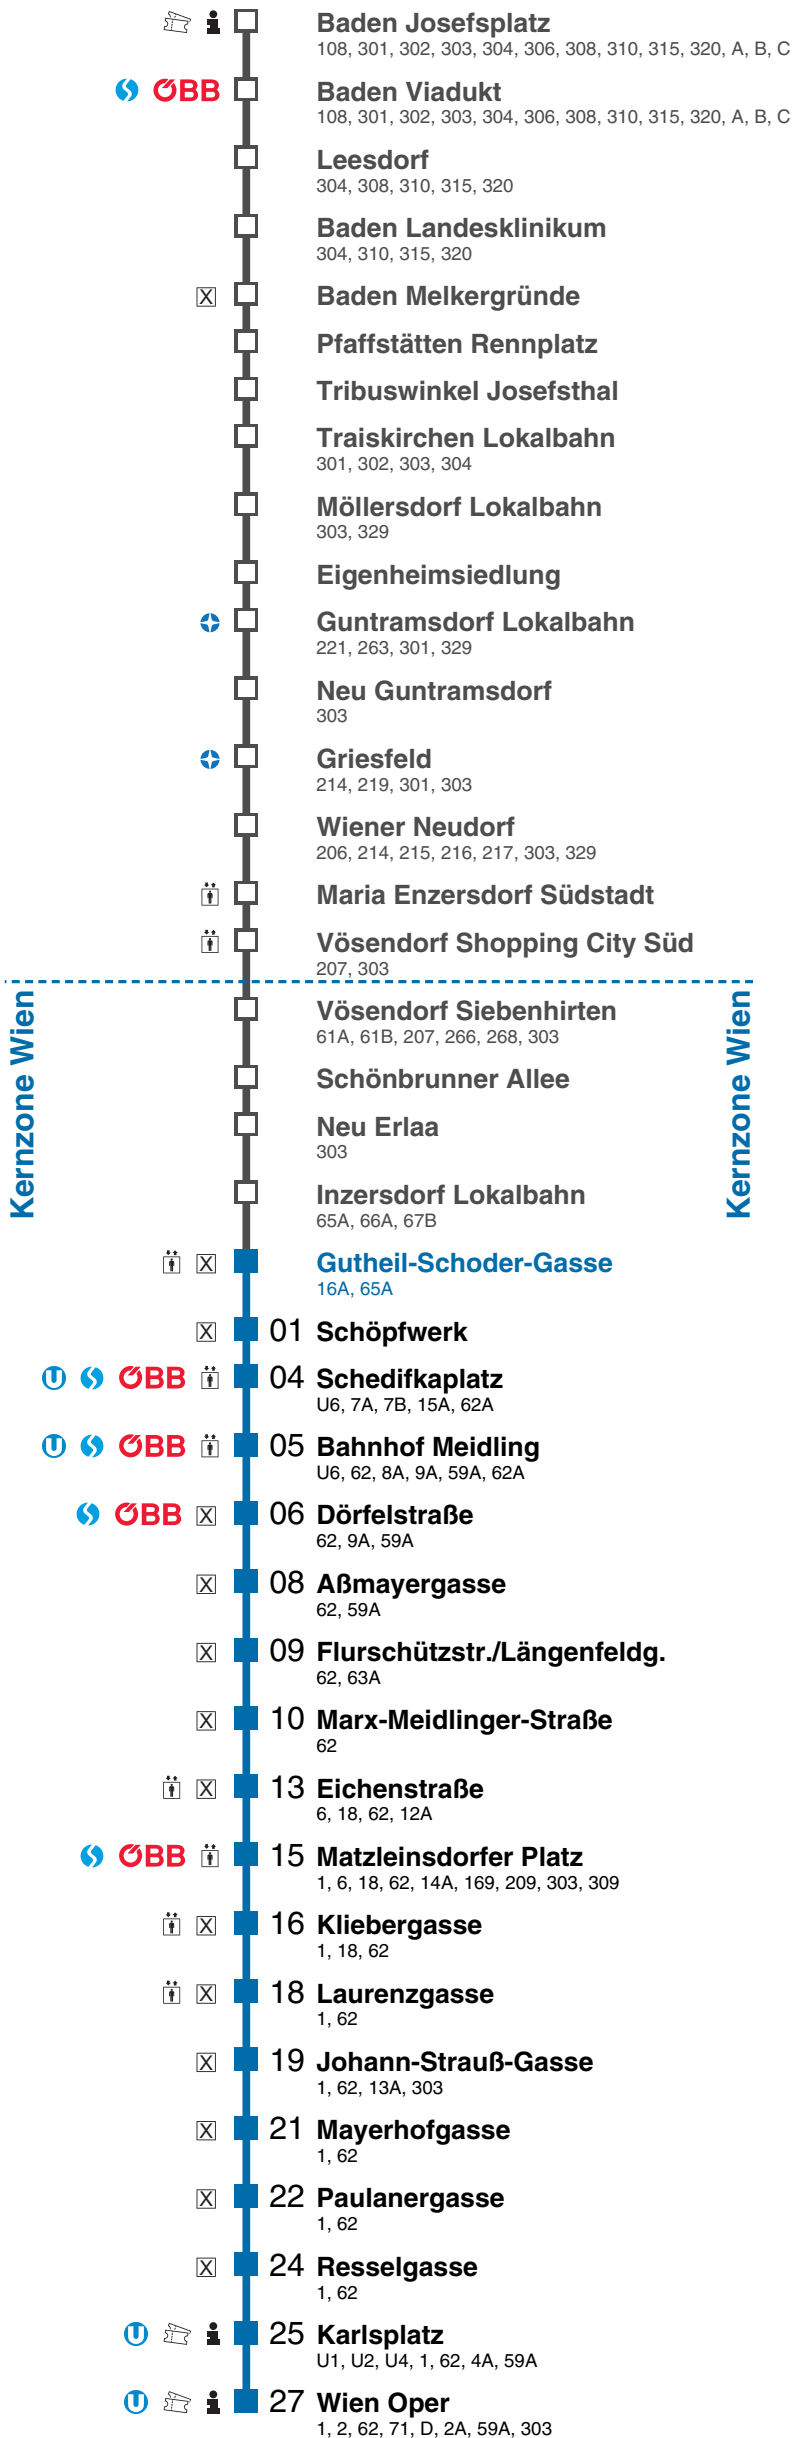 Baden Josefsplatz
108, 301, 302, 303, 304, 306, 308, 310, 315, 320, A, B, C
ÖBB
Baden Viadukt
108, 301, 302, 303, 304, 306, 308, 310, 315, 320, A, B, C
Leesdorf
304, 308, 310, 315, 320
Baden Landesklinikum
304, 310, 315, 320
X Baden Melkergründe
Pfaffstätten Rennplatz
Tribuswinkel Josefsthal
Traiskirchen Lokalbahn
301, 302, 303, 304
Möllersdorf Lokalbahn
303, 329
Eigenheimsiedlung
Guntramsdorf Lokalbahn
221, 263, 301, 329
Neu Guntramsdorf
303
Griesfeld
214, 219, 301, 303
Wiener Neudorf
206, 214, 215, 216, 217, 303, 329
Maria Enzersdorf Südstadt
Vösendorf Shopping City Süd
207, 303
Kernzone Wien
Kernzone Wien
Vösendorf Siebenhirten
61A, 61B, 207, 266, 268, 303
Schönbrunner Allee
Neu Erlaa
303
Inzersdorf Lokalbahn
65A, 66A, 67B
X Gutheil-Schoder-Gasse
16A, 65A
X 01 Schöpfwerk
U S ÖBB 04 Schedifkaplatz
U6, 7A, 7B, 15A, 62A
U S ÖBB 05 Bahnhof Meidling
U6, 62, 8A, 9A, 59A, 62A
S ÖBB X 06 Dörfelstraße
62, 9A, 59A
X 08 Aßmayergasse
62, 59A
X 09 Flurschützstr./Längenfeldg.
62, 63A
X 10 Marx-Meidlinger-Straße
62
X 13 Eichenstraße
6, 18, 62, 12A
S ÖBB 15 Matzleinsdorfer Platz
1, 6, 18, 62, 14A, 169, 209, 303, 309
X 16 Kliebergasse
1, 18, 62
X 18 Laurenzgasse
1, 62
X 19 Johann-Strauß-Gasse
1, 62, 13A, 303
X 21 Mayerhofgasse
1, 62
X 22 Paulanergasse
1, 62
X 24 Resselgasse
1, 62
U i 25 Karlsplatz
U1, U2, U4, 1, 62, 4A, 59A
U i 27 Wien Oper
1, 2, 62, 71, D, 2A, 59A, 303